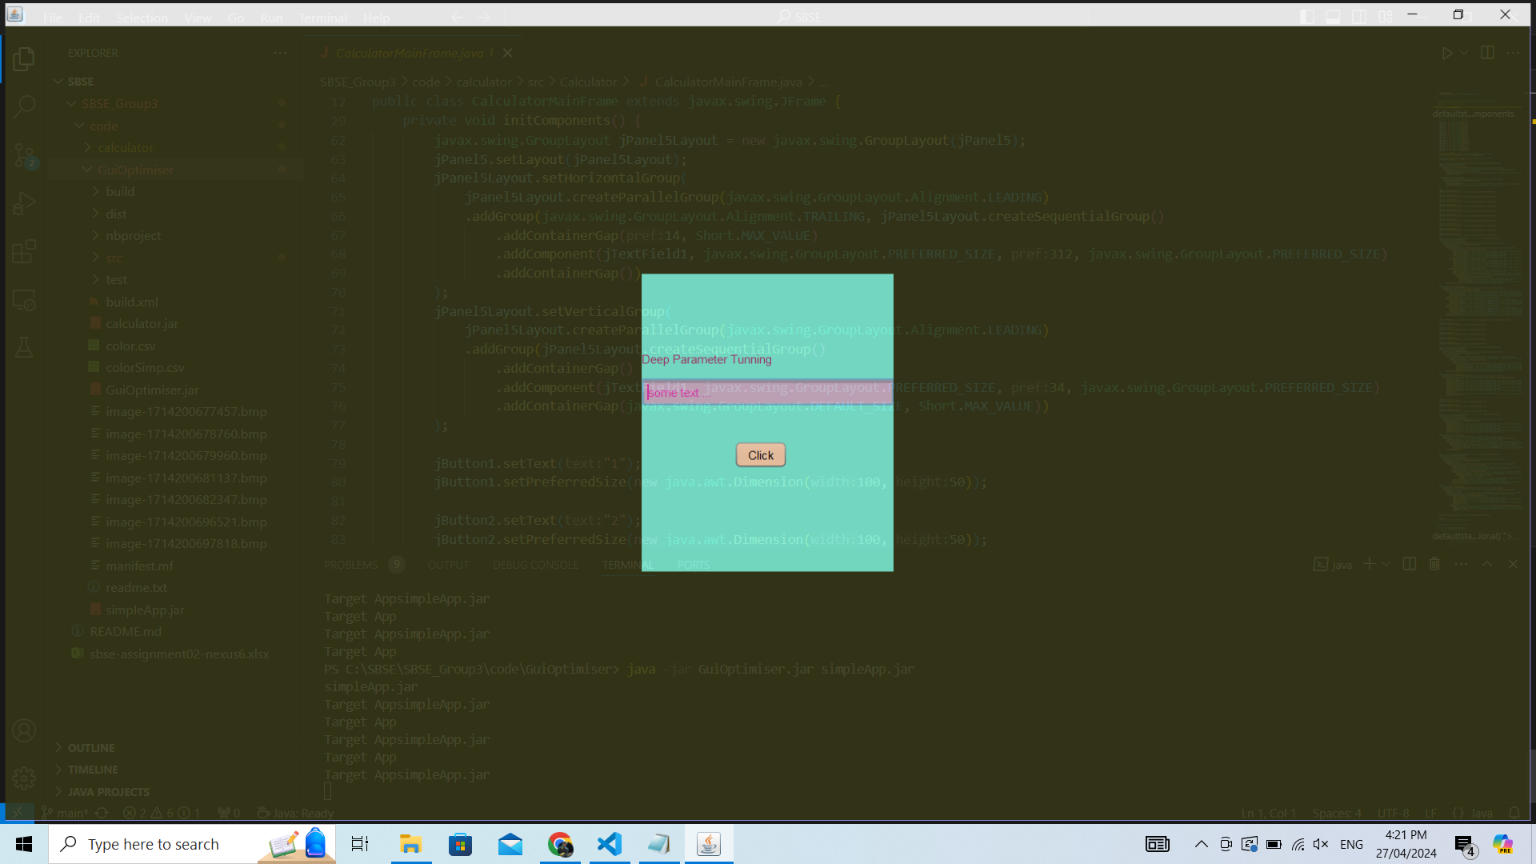 File Edit Selection View Go Run Terminal Help
SBSE
EXPLORER
CalculatorMainFrame.java 1
SBSE
SBSE_Group3 > code > calculator > src > Calculator > J CalculatorMainFrame.java > ...
SBSE_Group3
code
calculator
GuiOptimiser
build
dist
nbproject
src
test
build.xml
calculator.jar
color.csv
colorSimp.csv
GuiOptimiser.jar
image-1714200677457.bmp
image-1714200678760.bmp
image-1714200679960.bmp
image-1714200681137.bmp
image-1714200682347.bmp
image-1714200696521.bmp
image-1714200697818.bmp
manifest.mf
readme.txt
simpleApp.jar
README.md
sbse-assignment02-nexus6.xlsx
OUTLINE
TIMELINE
JAVA PROJECTS
12 public class CalculatorMainFrame extends javax.swing.JFrame {
29 private void initComponents() {
62 javax.swing.GroupLayout jPanel5Layout = new javax.swing.GroupLayout(jPanel5);
63 jPanel5.setLayout(jPanel5Layout);
64 jPanel5Layout.setHorizontalGroup(
65 jPanel5Layout.createParallelGroup(javax.swing.GroupLayout.Alignment.LEADING)
66 .addGroup(javax.swing.GroupLayout.Alignment.TRAILING, jPanel5Layout.createSequentialGroup()
67 .addContainerGap(pref:14, Short.MAX_VALUE)
68 .addComponent(jTextField1, javax.swing.GroupLayout.PREFERRED_SIZE, pref:312, javax.swing.GroupLayout.PREFERRED_SIZE)
69 .addContainerGap())
70 );
71 jPanel5Layout.setVerticalGroup(
72 jPanel5Layout.createParallelGroup(javax.swing.GroupLayout.Alignment.LEADING)
73 .addGroup(jPanel5Layout.createSequentialGroup()
74 .addContainerGap()
75 .addComponent(jTextField1, javax.swing.GroupLayout.PREFERRED_SIZE, pref:34, javax.swing.GroupLayout.PREFERRED_SIZE)
76 .addContainerGap(javax.swing.GroupLayout.DEFAULT_SIZE, Short.MAX_VALUE))
77 );
78
79 jButton1.setText(text:"1");
80 jButton1.setPreferredSize(new java.awt.Dimension(width:100, height:50));
81
82 jButton2.setText(text:"2");
83 jButton2.setPreferredSize(new java.awt.Dimension(width:100, height:50));
Deep Parameter Tunning
some text ...
Click
PROBLEMS 9 OUTPUT DEBUG CONSOLE TERMINAL PORTS
java
Target AppsimpleApp.jar
Target App
Target AppsimpleApp.jar
Target App
PS C:\SBSE\SBSE_Group3\code\GuiOptimiser> java -jar GuiOptimiser.jar simpleApp.jar
simpleApp.jar
Target AppsimpleApp.jar
Target App
Target AppsimpleApp.jar
Target App
Target AppsimpleApp.jar
main* 2 6 1 0 Java: Ready
Ln 1, Col 1 Spaces: 4 UTF-8 LF {} Java
Type here to search
ENG
4:21 PM
27/04/2024
4
PRE